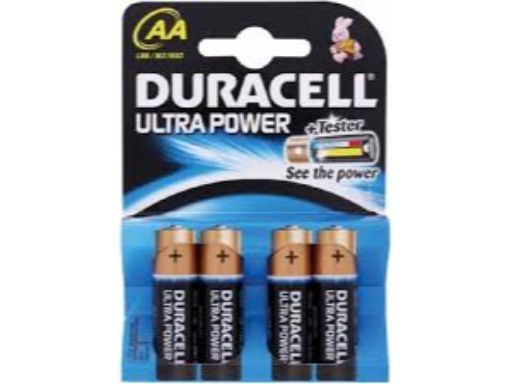 AA
DURACELL
ULTRA POWER
+Tester
See the power
+ + + +
DURACELL
ULTRA POWER
DURACELL
ULTRA POWER
DURACELL
ULTRA POWER
DURACELL
ULTRA POWER